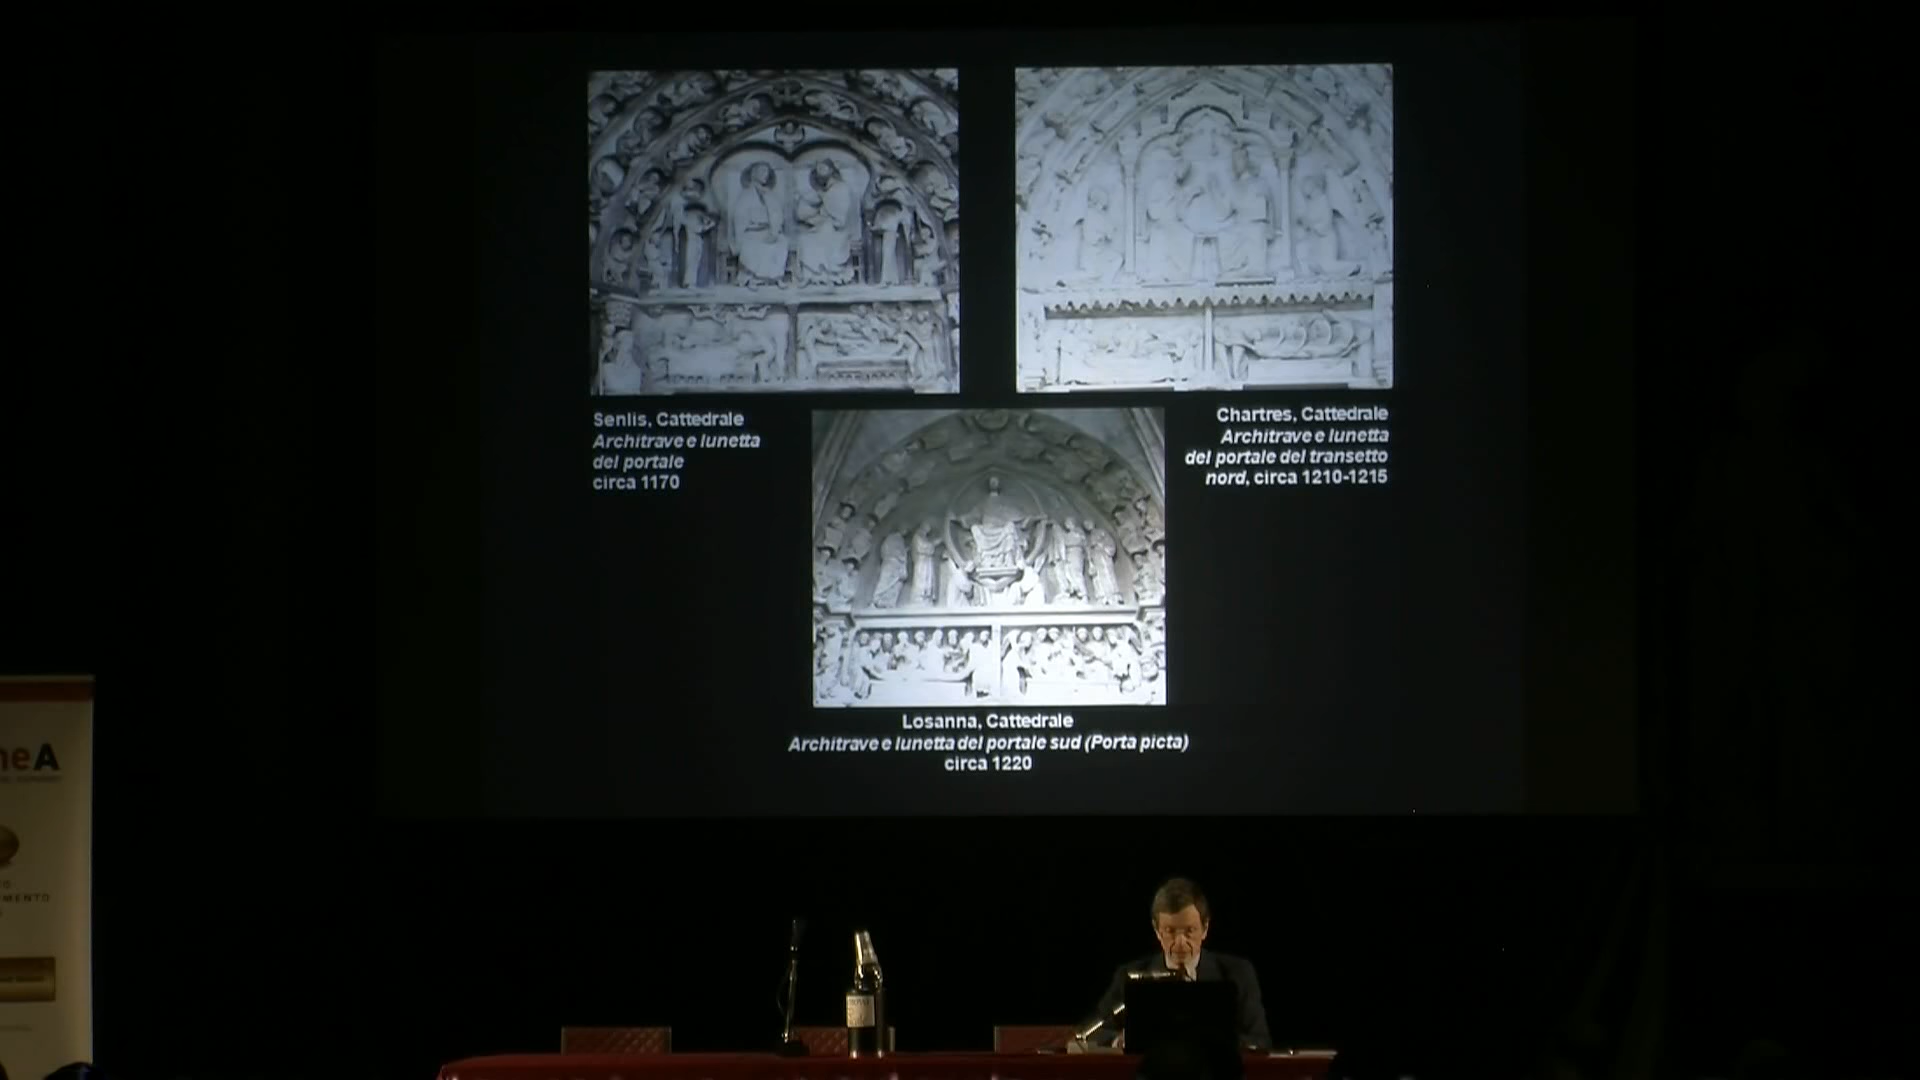 Senlis, Cattedrale
Architrave e lunetta
del portale
circa 1170
Chartres, Cattedrale
Architrave e lunetta
del portale del transetto
nord, circa 1210-1215
Losanna, Cattedrale
Architrave e lunetta del portale sud (Porta picta)
circa 1220
neA